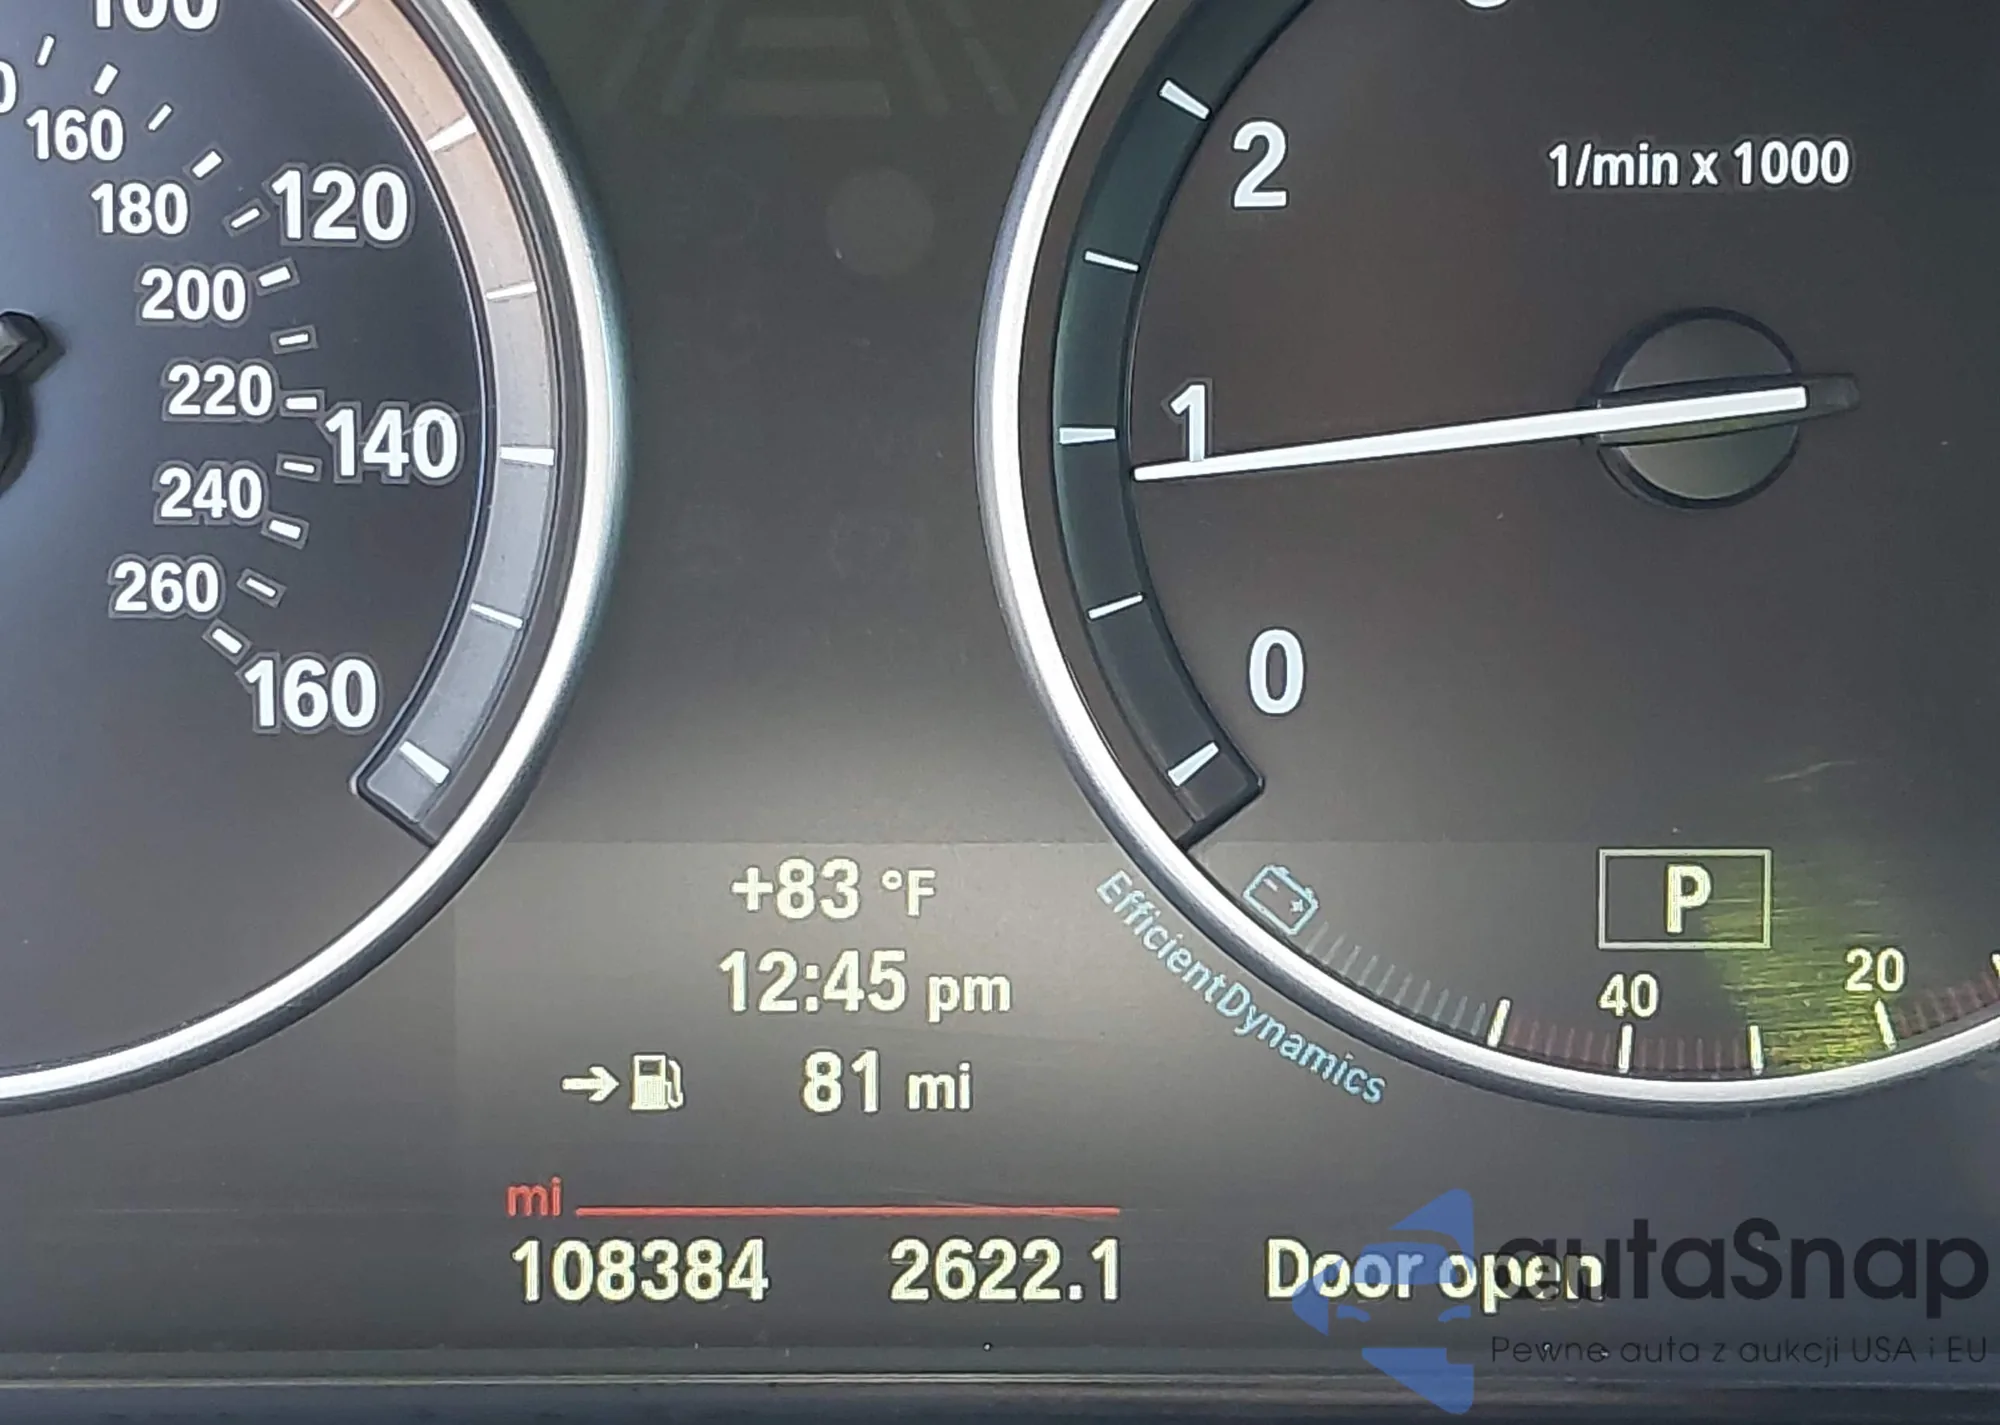 100
160
180
120
200
220
140
240
260
160
2
1/min x 1000
1
0
+83 °F
12:45 pm
81 mi
EfficientDynamics
P
40
20
mi
108384 2622.1 Door open
autaSnap
Pewne auta z aukcji USA i EU